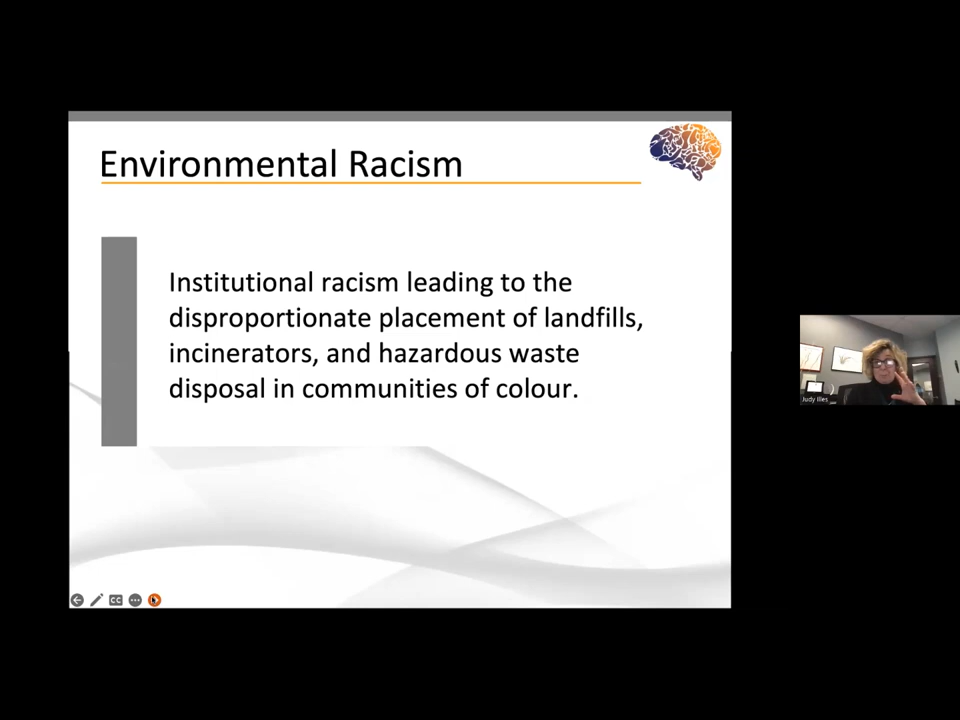 Environmental Racism
Institutional racism leading to the
disproportionate placement of landfills,
incinerators, and hazardous waste
disposal in communities of colour.
CC
Judy Illes